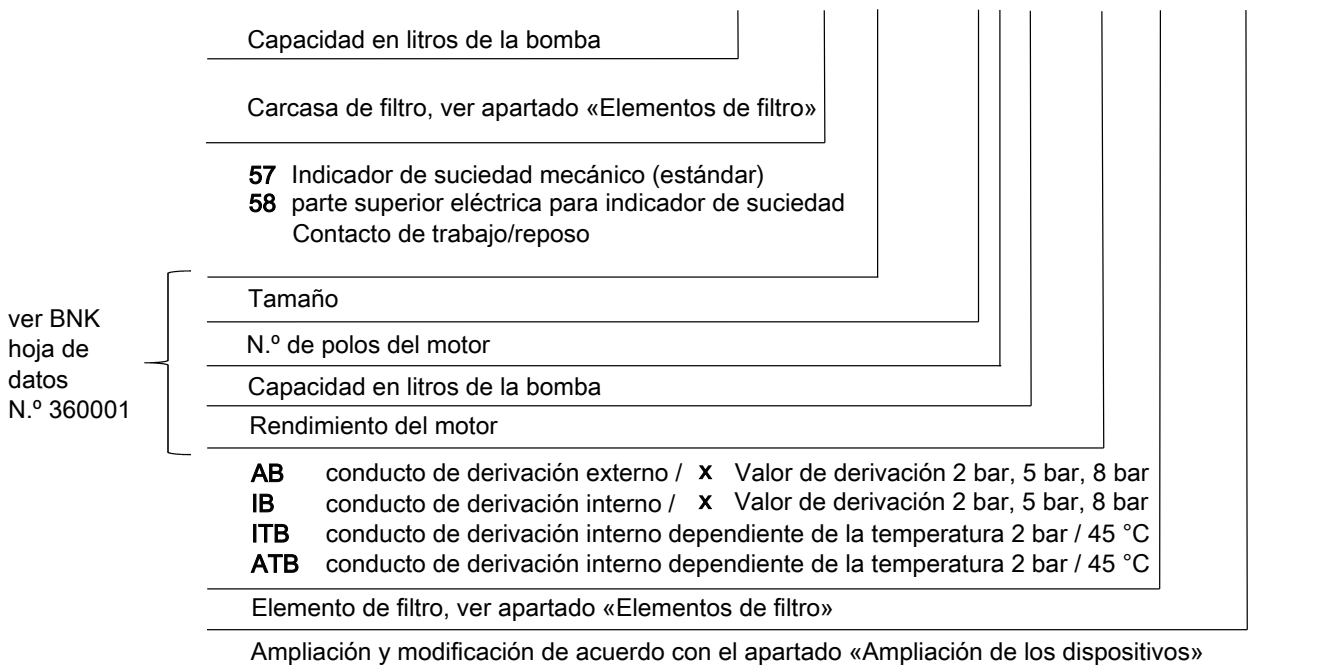 Capacidad en litros de la bomba
Carcasa de filtro, ver apartado «Elementos de filtro»
57 Indicador de suciedad mecánico (estándar)
58 parte superior eléctrica para indicador de suciedad
Contacto de trabajo/reposo
ver BNK
hoja de
datos
N.º 360001
Tamaño
N.º de polos del motor
Capacidad en litros de la bomba
Rendimiento del motor
AB conducto de derivación externo / x Valor de derivación 2 bar, 5 bar, 8 bar
IB conducto de derivación interno / x Valor de derivación 2 bar, 5 bar, 8 bar
ITB conducto de derivación interno dependiente de la temperatura 2 bar / 45 °C
ATB conducto de derivación interno dependiente de la temperatura 2 bar / 45 °C
Elemento de filtro, ver apartado «Elementos de filtro»
Ampliación y modificación de acuerdo con el apartado «Ampliación de los dispositivos»